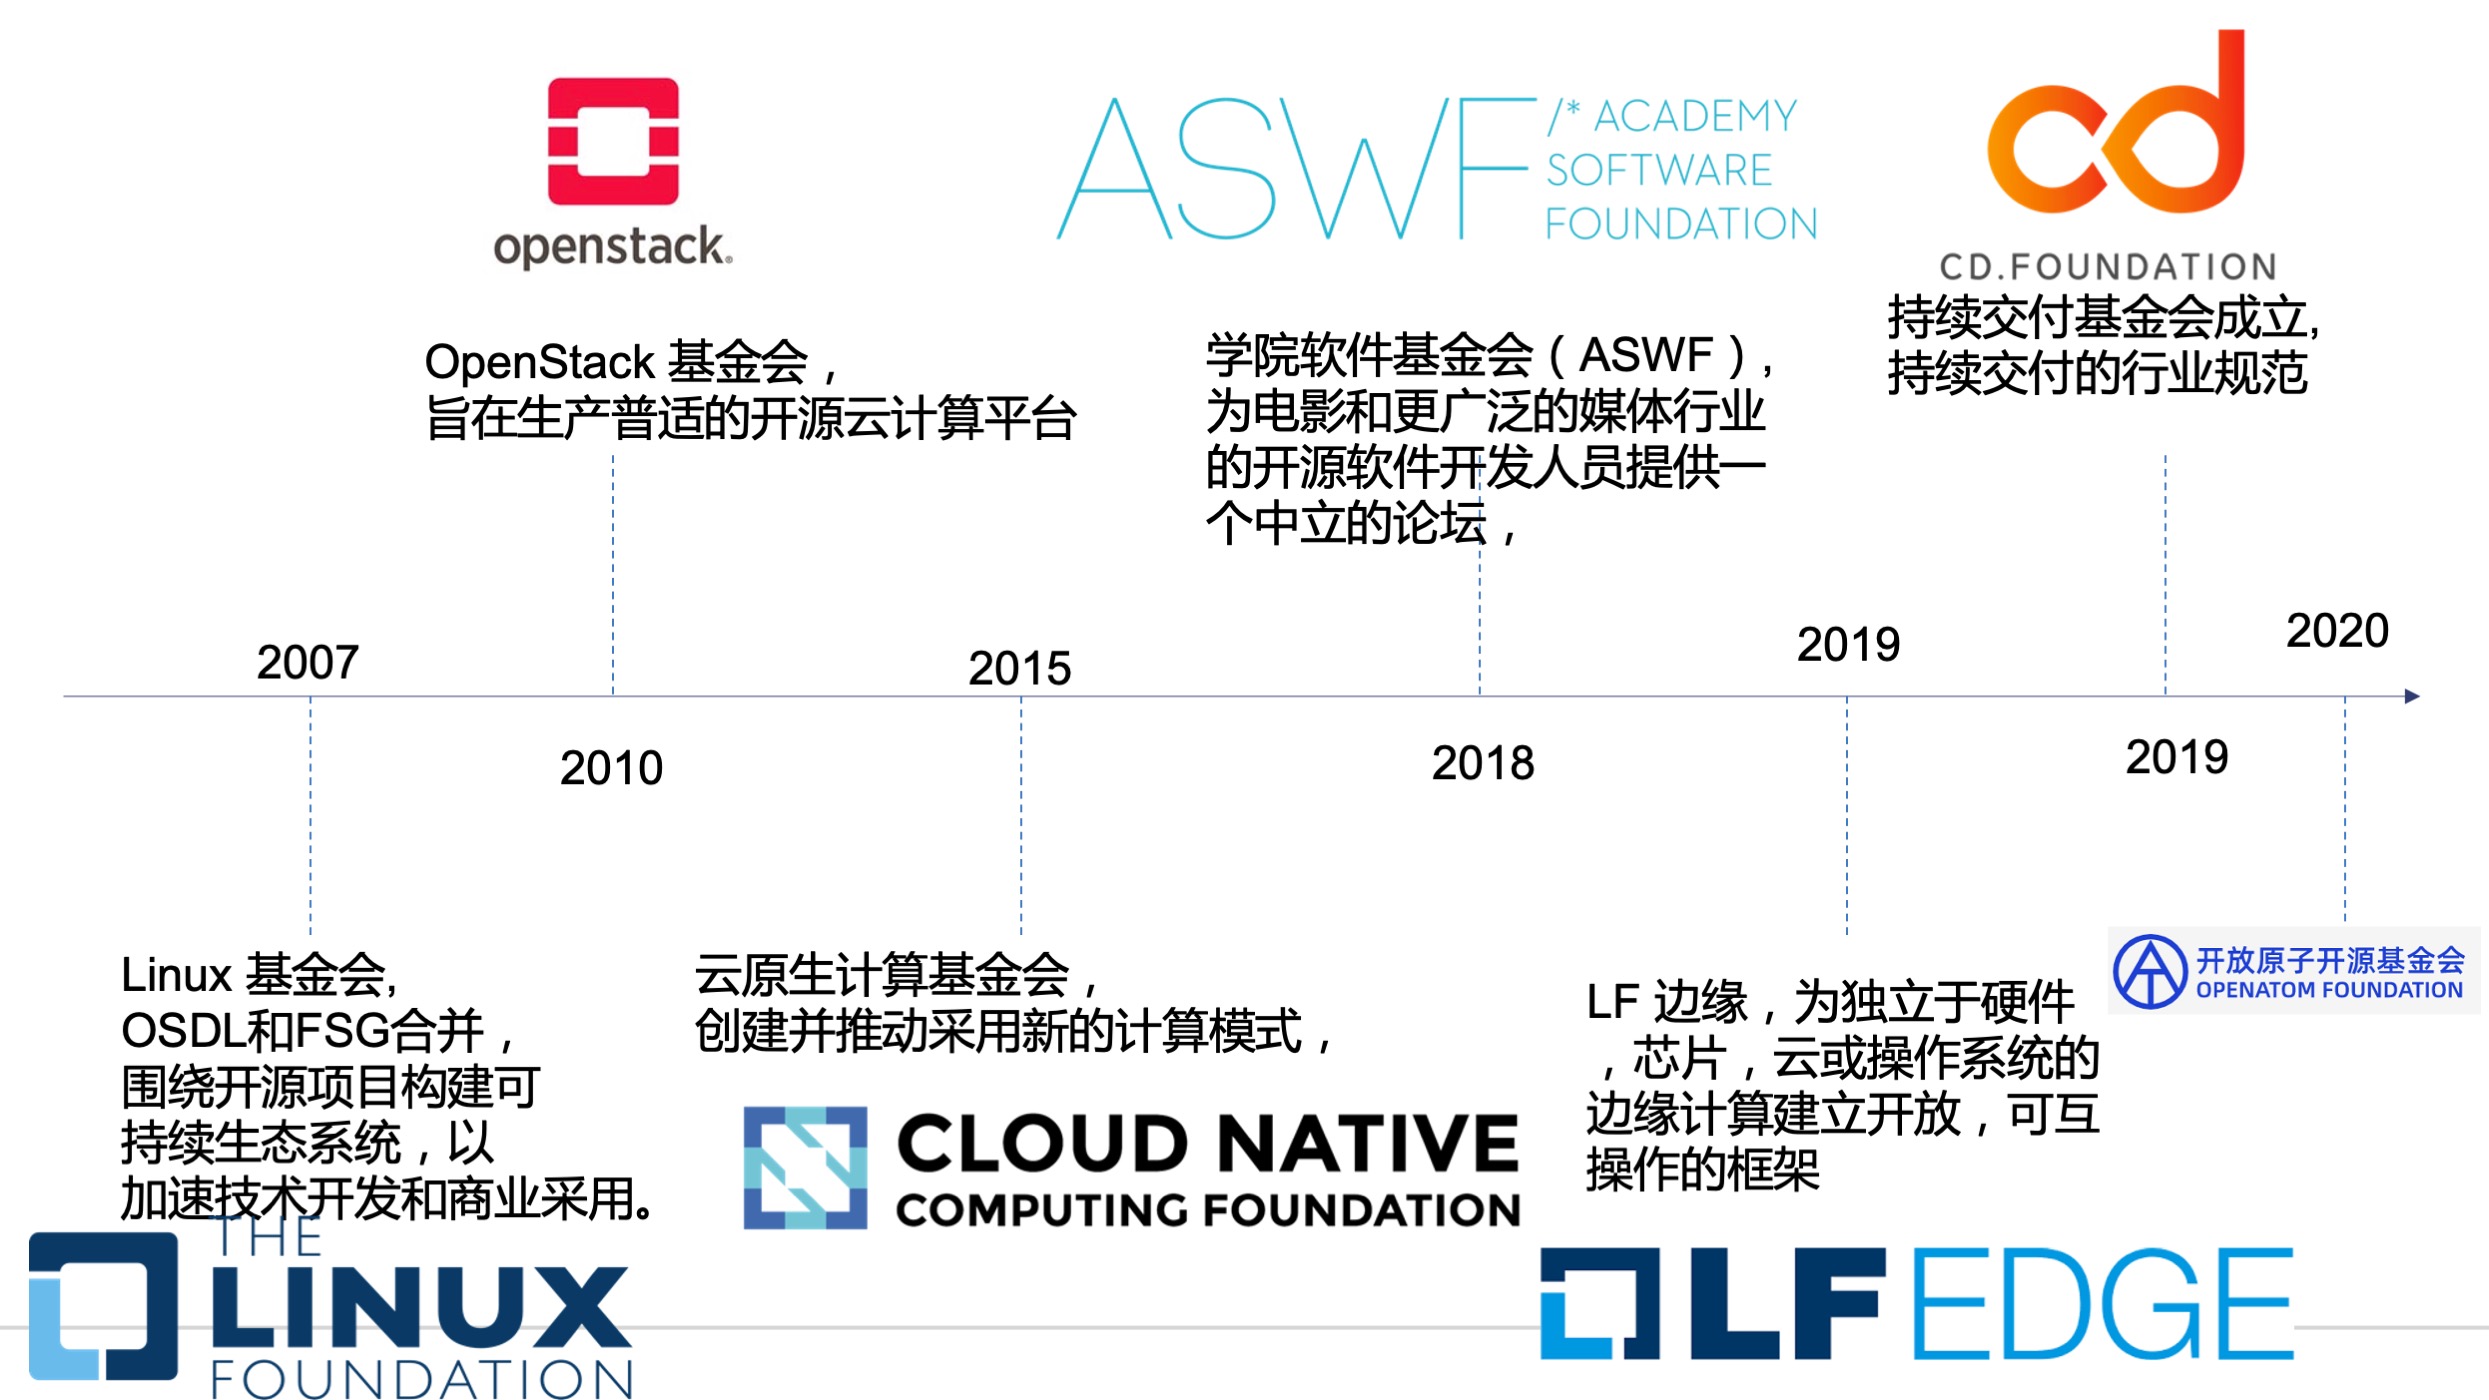 openstack.
OpenStack 基金会，
旨在生产普适的开源云计算平台
ASWF
/* ACADEMY
SOFTWARE
FOUNDATION
学院软件基金会（ASWF），
为电影和更广泛的媒体行业
的开源软件开发人员提供一
个中立的论坛，
cd
CD.FOUNDATION
持续交付基金会成立,
持续交付的行业规范
2007
2010
2015
2018
2019
2019
2020
Linux 基金会,
OSDL和FSG合并，
围绕开源项目构建可
持续生态系统，以
加速技术开发和商业采用。
THE
LINUX
FOUNDATION
云原生计算基金会，
创建并推动采用新的计算模式，
CLOUD NATIVE
COMPUTING FOUNDATION
LF 边缘，为独立于硬件
，芯片，云或操作系统的
边缘计算建立开放，可互
操作的框架
LFEDGE
开放原子开源基金会
OPENATOM FOUNDATION